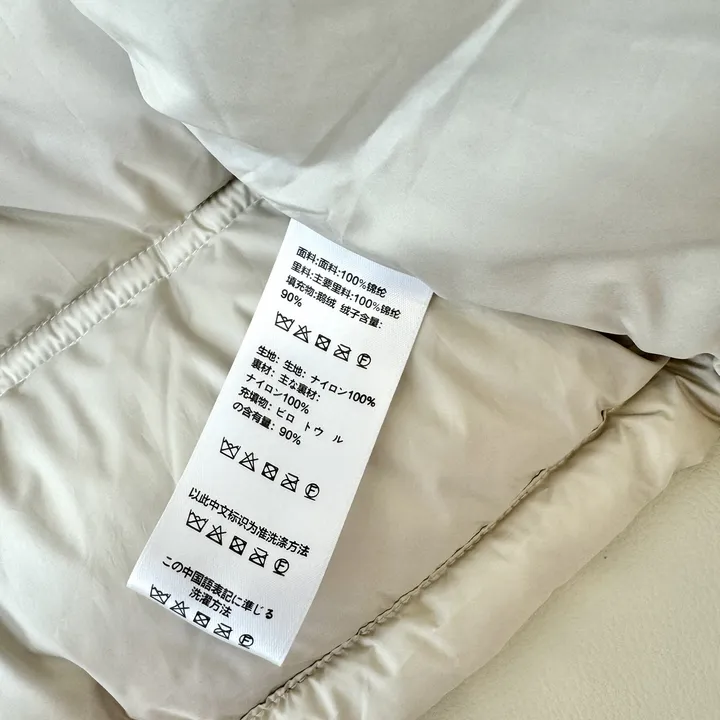 面料:面料:100%锦纶
里料:主要里料:100%锦纶
填充物:鹅绒 绒子含量:
90%
生地: 生地: ナイロン100%
裏材: 主な裏材:
ナイロン100%
充填物: ピロ トウル
の含有量: 90%
以此中文标识为准洗涤方法
この中国語表記に準じる
洗濯方法